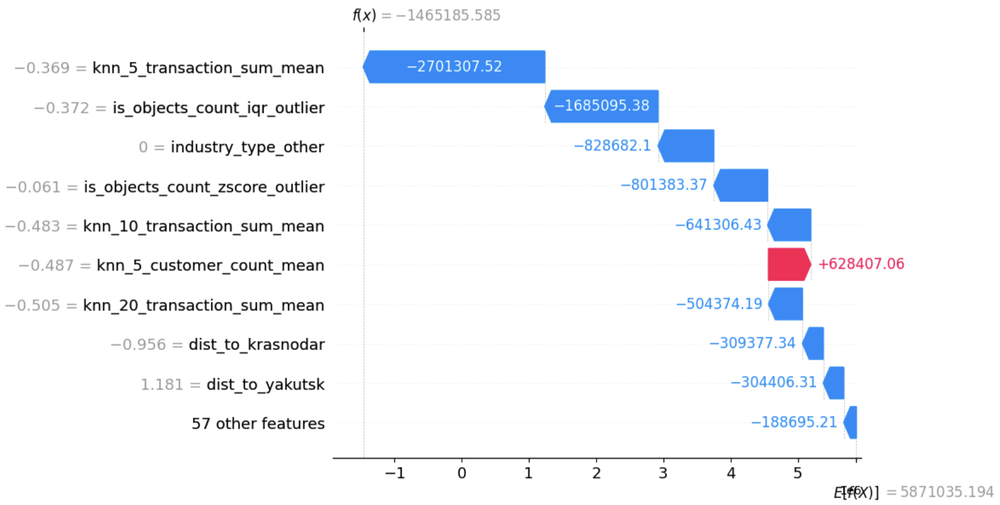 f(x) = −1465185.585
−0.369 = knn_5_transaction_sum_mean −2701307.52
−0.372 = is_objects_count_iqr_outlier −1685095.38
0 = industry_type_other −828682.1
−0.061 = is_objects_count_zscore_outlier −801383.37
−0.483 = knn_10_transaction_sum_mean −641306.43
−0.487 = knn_5_customer_count_mean +628407.06
−0.505 = knn_20_transaction_sum_mean −504374.19
−0.956 = dist_to_krasnodar −309377.34
1.181 = dist_to_yakutsk −304406.31
57 other features −188695.21
−1 0 1 2 3 4 5
1e6
E[f(X)] = 5871035.194